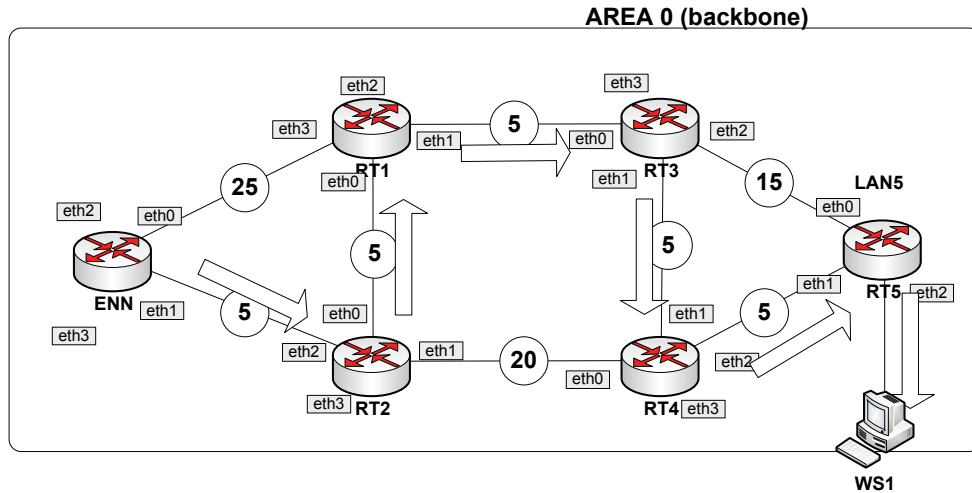 AREA 0 (backbone)
eth2
eth3
eth3
eth1
5
eth0
eth2
RT1
RT3
eth0
eth1
25
15
LAN5
eth2
eth0
eth0
5
5
ENN
eth1
RT5
eth1
5
eth0
eth1
5
eth2
eth3
eth2
eth1
20
eth0
eth2
RT2
RT4
eth3
eth3
WS1